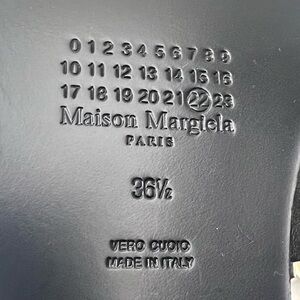 0 1 2 3 4 5 6 7 8 9
10 11 12 13 14 15 16
17 18 19 20 21 22 23
Maison Margiela
PARIS
36½
VERO CUOIO
MADE IN ITALY